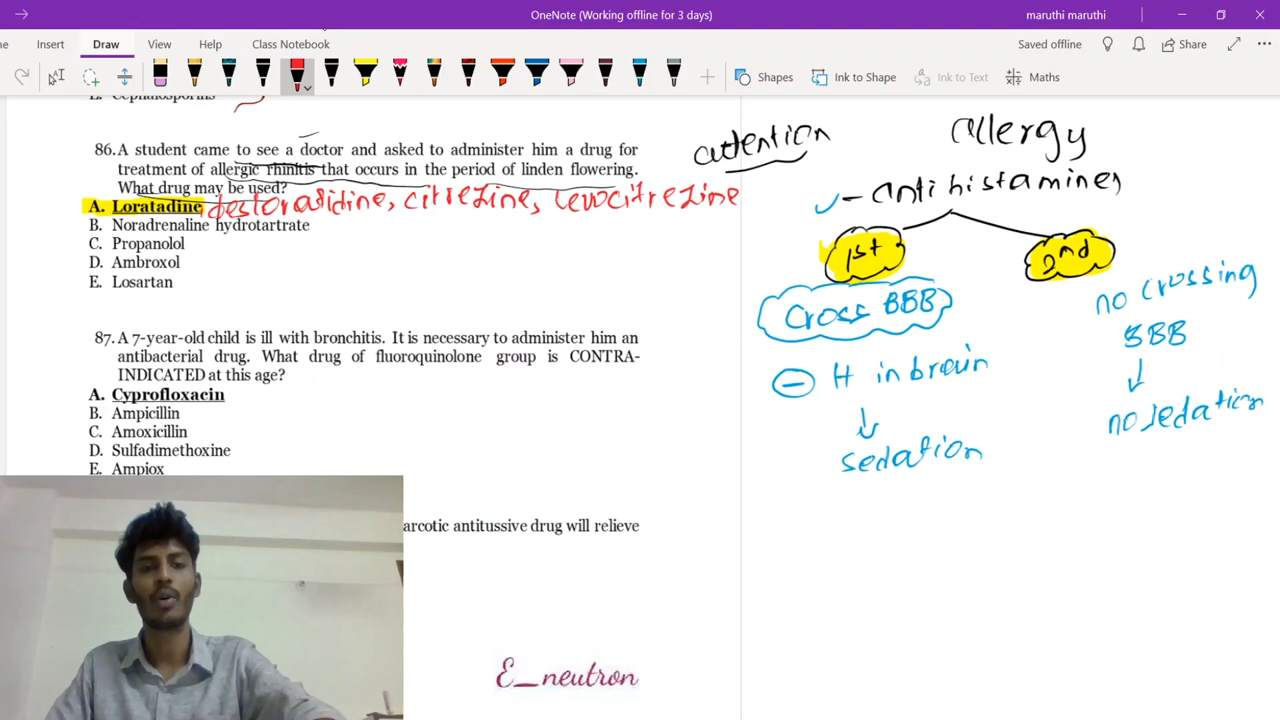 OneNote (Working offline for 3 days)
maruthi maruthi
Insert
Draw
View
Help
Class Notebook
Saved offline
Share
Shapes
Ink to Shape
Ink to Text
Maths
E. Cephalosporins
86. A student came to see a doctor and asked to administer him a drug for
treatment of allergic rhinitis that occurs in the period of linden flowering.
What drug may be used?
A. Loratadine, desloratidine, citrezine, levocitrezine
B. Noradrenaline hydrotartrate
C. Propanolol
D. Ambroxol
E. Losartan
87. A 7-year-old child is ill with bronchitis. It is necessary to administer him an
antibacterial drug. What drug of fluoroquinolone group is CONTRA-
INDICATED at this age?
A. Cyprofloxacin
B. Ampicillin
C. Amoxicillin
D. Sulfadimethoxine
E. Ampiox
arcotic antitussive drug will relieve
E_neutron
attention
allergy
- antihistamines
1st
2nd
Cross BBB
no crossing
BBB
− H in brain
↓
↓
sedation
no sedation